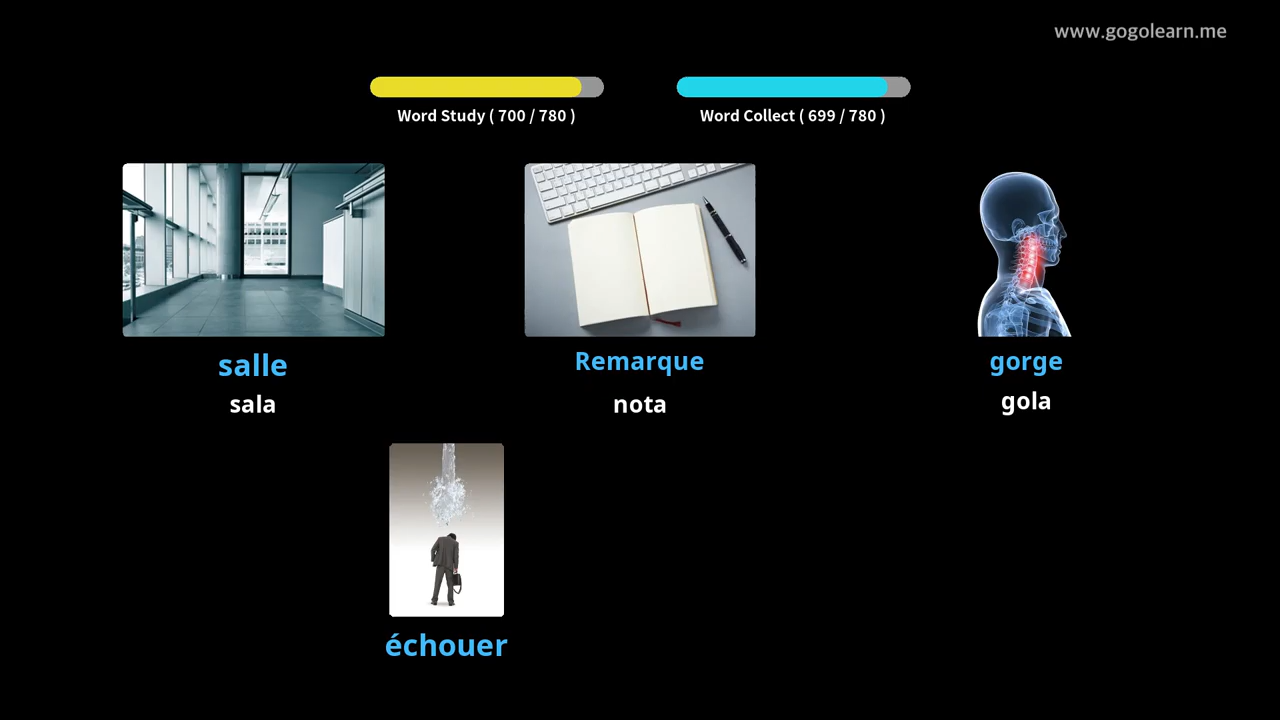 www.gogolearn.me
Word Study ( 700 / 780 )
Word Collect ( 699 / 780 )
salle
sala
Remarque
nota
gorge
gola
échouer